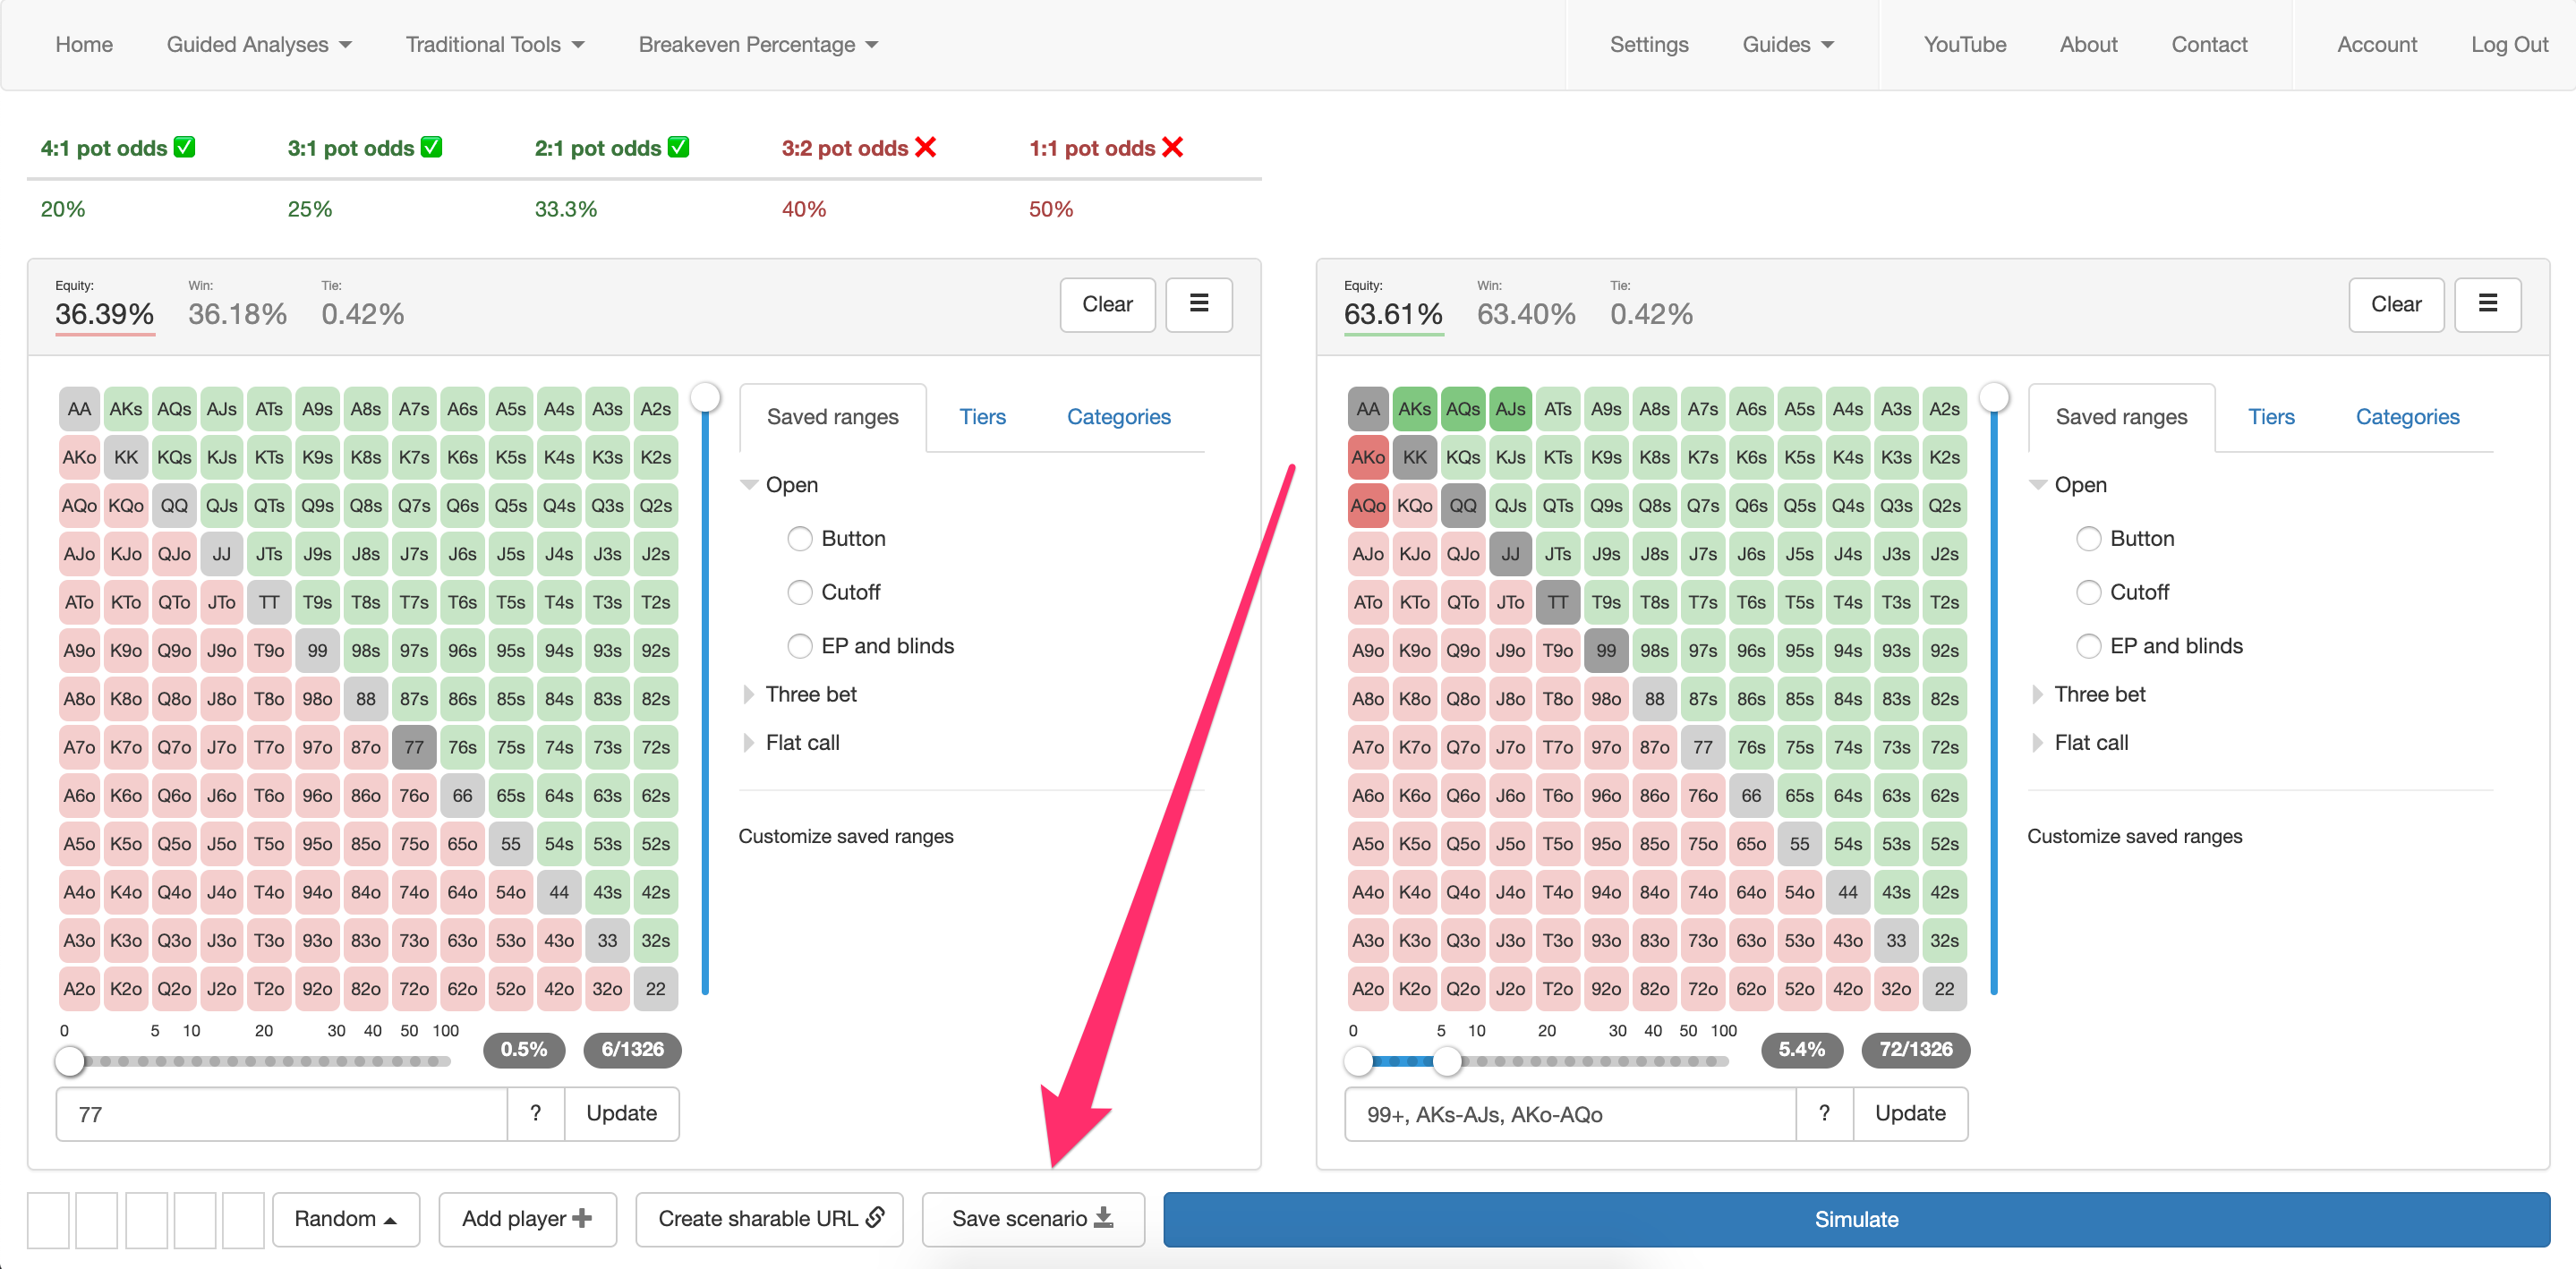 Home Guided Analyses Traditional Tools Breakeven Percentage Settings Guides YouTube About Contact Account Log Out
4:1 pot odds ✅ 3:1 pot odds ✅ 2:1 pot odds ✅ 3:2 pot odds ❌ 1:1 pot odds ❌
20% 25% 33.3% 40% 50%
Equity: Win: Tie:
36.39% 36.18% 0.42% Clear
AA AKs AQs AJs ATs A9s A8s A7s A6s A5s A4s A3s A2s
AKo KK KQs KJs KTs K9s K8s K7s K6s K5s K4s K3s K2s
AQo KQo QQ QJs QTs Q9s Q8s Q7s Q6s Q5s Q4s Q3s Q2s
AJo KJo QJo JJ JTs J9s J8s J7s J6s J5s J4s J3s J2s
ATo KTo QTo JTo TT T9s T8s T7s T6s T5s T4s T3s T2s
A9o K9o Q9o J9o T9o 99 98s 97s 96s 95s 94s 93s 92s
A8o K8o Q8o J8o T8o 98o 88 87s 86s 85s 84s 83s 82s
A7o K7o Q7o J7o T7o 97o 87o 77 76s 75s 74s 73s 72s
A6o K6o Q6o J6o T6o 96o 86o 76o 66 65s 64s 63s 62s
A5o K5o Q5o J5o T5o 95o 85o 75o 65o 55 54s 53s 52s
A4o K4o Q4o J4o T4o 94o 84o 74o 64o 54o 44 43s 42s
A3o K3o Q3o J3o T3o 93o 83o 73o 63o 53o 43o 33 32s
A2o K2o Q2o J2o T2o 92o 82o 72o 62o 52o 42o 32o 22
0 5 10 20 30 40 50 100
0.5% 6/1326
77 ? Update
Saved ranges Tiers Categories
Open
Button
Cutoff
EP and blinds
Three bet
Flat call
Customize saved ranges
Equity: Win: Tie:
63.61% 63.40% 0.42% Clear
AA AKs AQs AJs ATs A9s A8s A7s A6s A5s A4s A3s A2s
AKo KK KQs KJs KTs K9s K8s K7s K6s K5s K4s K3s K2s
AQo KQo QQ QJs QTs Q9s Q8s Q7s Q6s Q5s Q4s Q3s Q2s
AJo KJo QJo JJ JTs J9s J8s J7s J6s J5s J4s J3s J2s
ATo KTo QTo JTo TT T9s T8s T7s T6s T5s T4s T3s T2s
A9o K9o Q9o J9o T9o 99 98s 97s 96s 95s 94s 93s 92s
A8o K8o Q8o J8o T8o 98o 88 87s 86s 85s 84s 83s 82s
A7o K7o Q7o J7o T7o 97o 87o 77 76s 75s 74s 73s 72s
A6o K6o Q6o J6o T6o 96o 86o 76o 66 65s 64s 63s 62s
A5o K5o Q5o J5o T5o 95o 85o 75o 65o 55 54s 53s 52s
A4o K4o Q4o J4o T4o 94o 84o 74o 64o 54o 44 43s 42s
A3o K3o Q3o J3o T3o 93o 83o 73o 63o 53o 43o 33 32s
A2o K2o Q2o J2o T2o 92o 82o 72o 62o 52o 42o 32o 22
0 5 10 20 30 40 50 100
5.4% 72/1326
99+, AKs-AJs, AKo-AQo ? Update
Saved ranges Tiers Categories
Open
Button
Cutoff
EP and blinds
Three bet
Flat call
Customize saved ranges
Random Add player Create sharable URL Save scenario Simulate